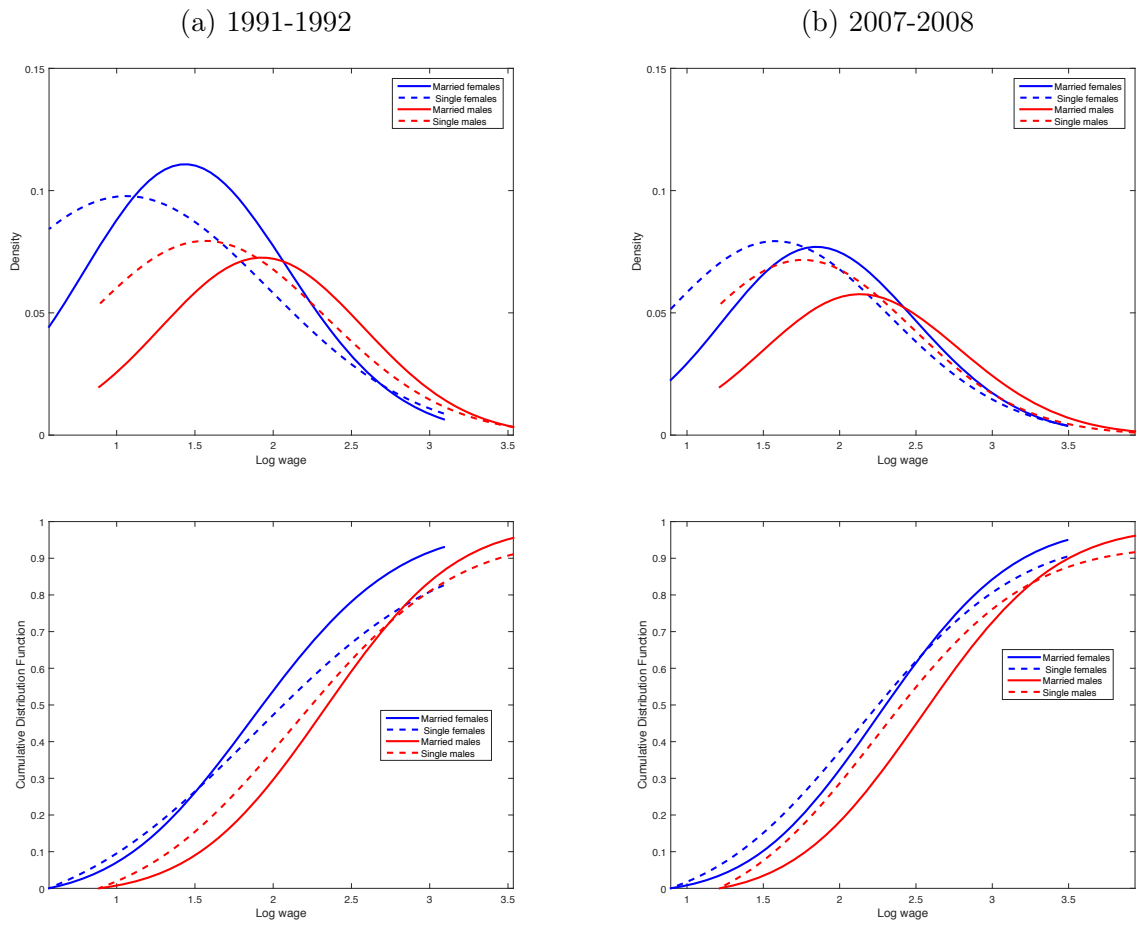 (a) 1991-1992
(b) 2007-2008
0.15
0.1
0.05
0
Density
1
1.5
2
2.5
3
3.5
Log wage
Married females
Single females
Married males
Single males
0.15
0.1
0.05
0
Density
1
1.5
2
2.5
3
3.5
Log wage
Married females
Single females
Married males
Single males
1
0.9
0.8
0.7
0.6
0.5
0.4
0.3
0.2
0.1
0
Cumulative Distribution Function
1
1.5
2
2.5
3
3.5
Log wage
Married females
Single females
Married males
Single males
1
0.9
0.8
0.7
0.6
0.5
0.4
0.3
0.2
0.1
0
Cumulative Distribution Function
1
1.5
2
2.5
3
3.5
Log wage
Married females
Single females
Married males
Single males